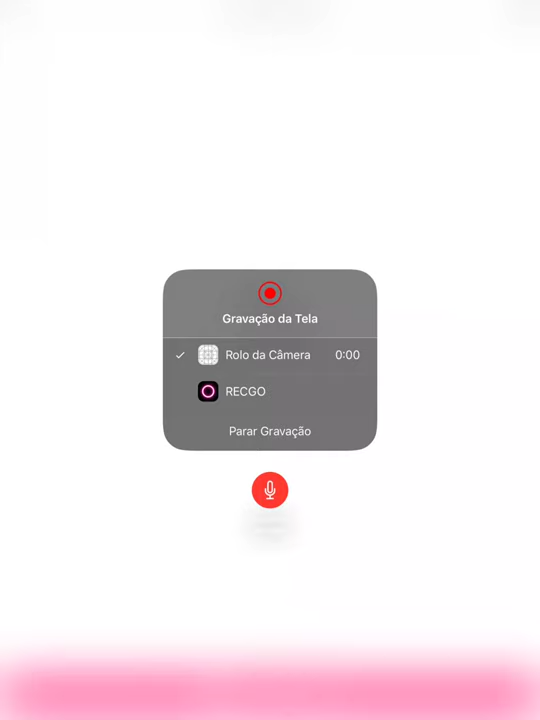 Gravação da Tela
Rolo da Câmera 0:00
RECGO
Parar Gravação